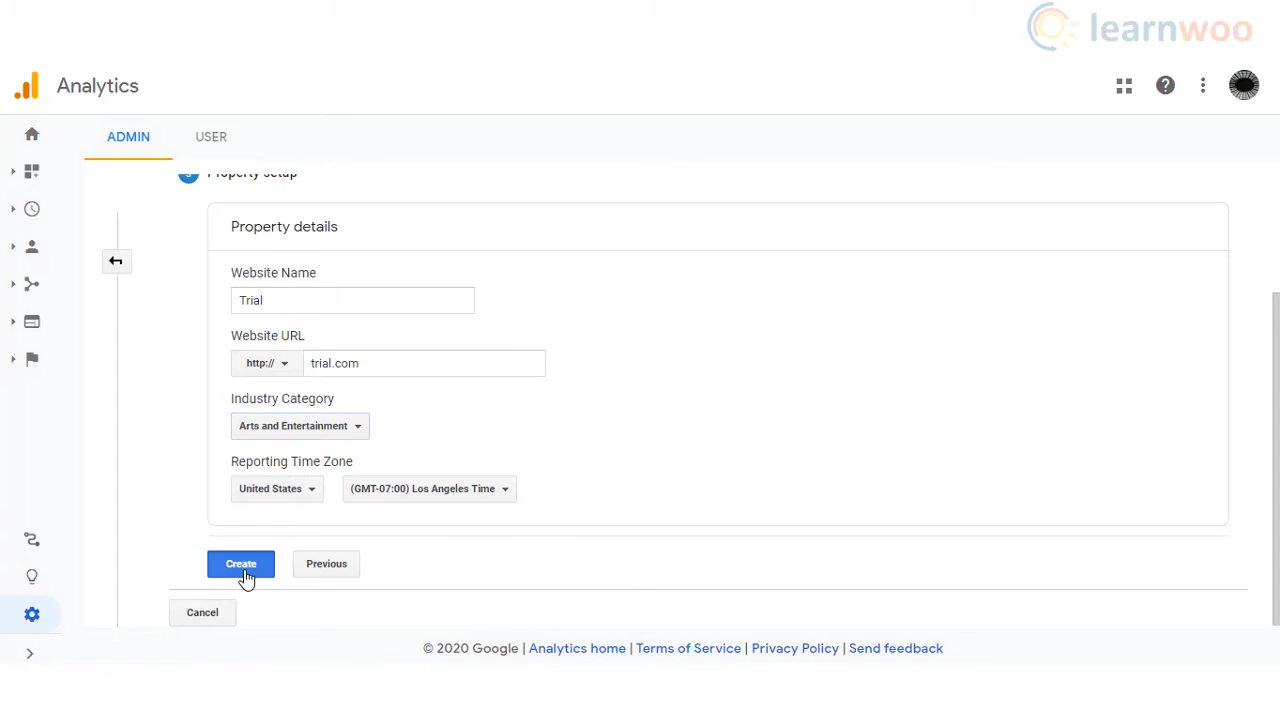 learnwoo
Analytics
ADMIN USER
Property setup
Property details
Website Name
Trial
Website URL
http:// trial.com
Industry Category
Arts and Entertainment
Reporting Time Zone
United States (GMT-07:00) Los Angeles Time
Create Previous
Cancel
© 2020 Google | Analytics home | Terms of Service | Privacy Policy | Send feedback